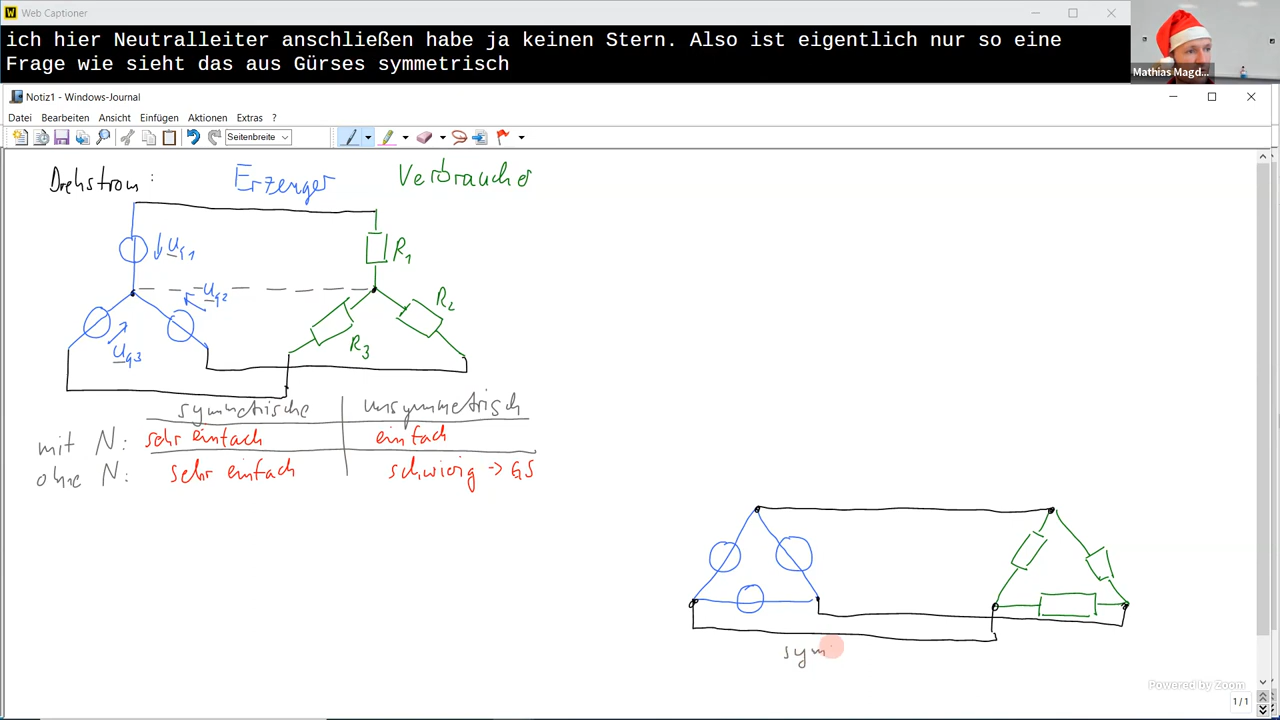 Web Captioner
ich hier Neutralleiter anschließen habe ja keinen Stern. Also ist eigentlich nur so eine
Frage wie sieht das aus Gürses symmetrisch
Mathias Magd...
Notiz1 - Windows-Journal
Datei Bearbeiten Ansicht Einfügen Aktionen Extras ?
Seitenbreite
Drehstrom: Erzeuger Verbraucher
U q1
R1
U q2
R2
U q3
R3
symmetrische unsymmetrisch
mit N: sehr einfach einfach
ohne N: sehr einfach schwierig -> GS
sym
Powered by Zoom
1/1